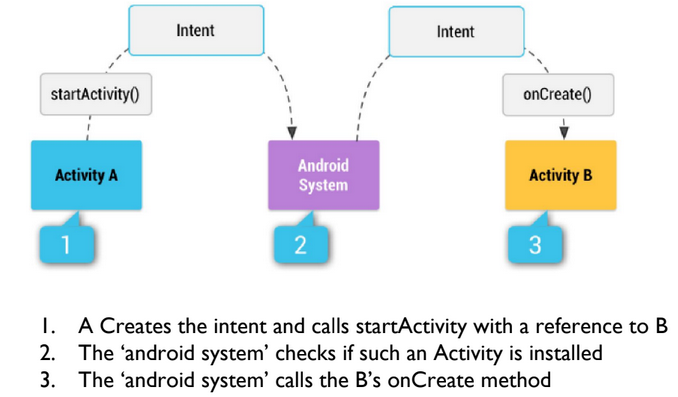 Intent
Intent
startActivity()
onCreate()
Activity A
Android
System
Activity B
1
2
3
1. A Creates the intent and calls startActivity with a reference to B
2. The ‘android system’ checks if such an Activity is installed
3. The ‘android system’ calls the B’s onCreate method